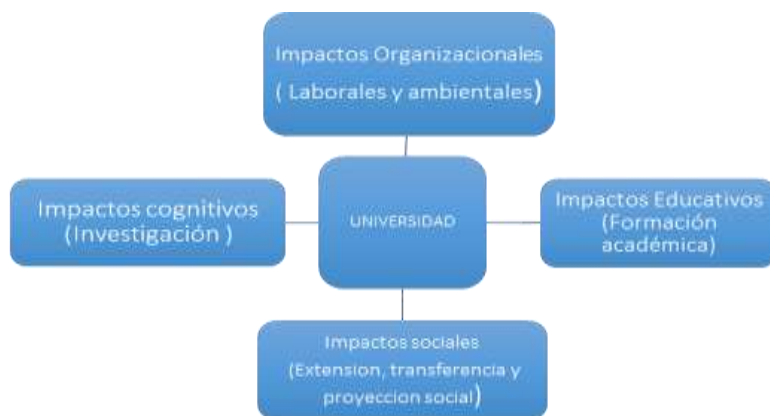 Impactos Organizacionales
( Laborales y ambientales)
Impactos cognitivos
(Investigación )
UNIVERSIDAD
Impactos Educativos
(Formación
académica)
Impactos sociales
(Extension, transferencia y
proyeccion social)